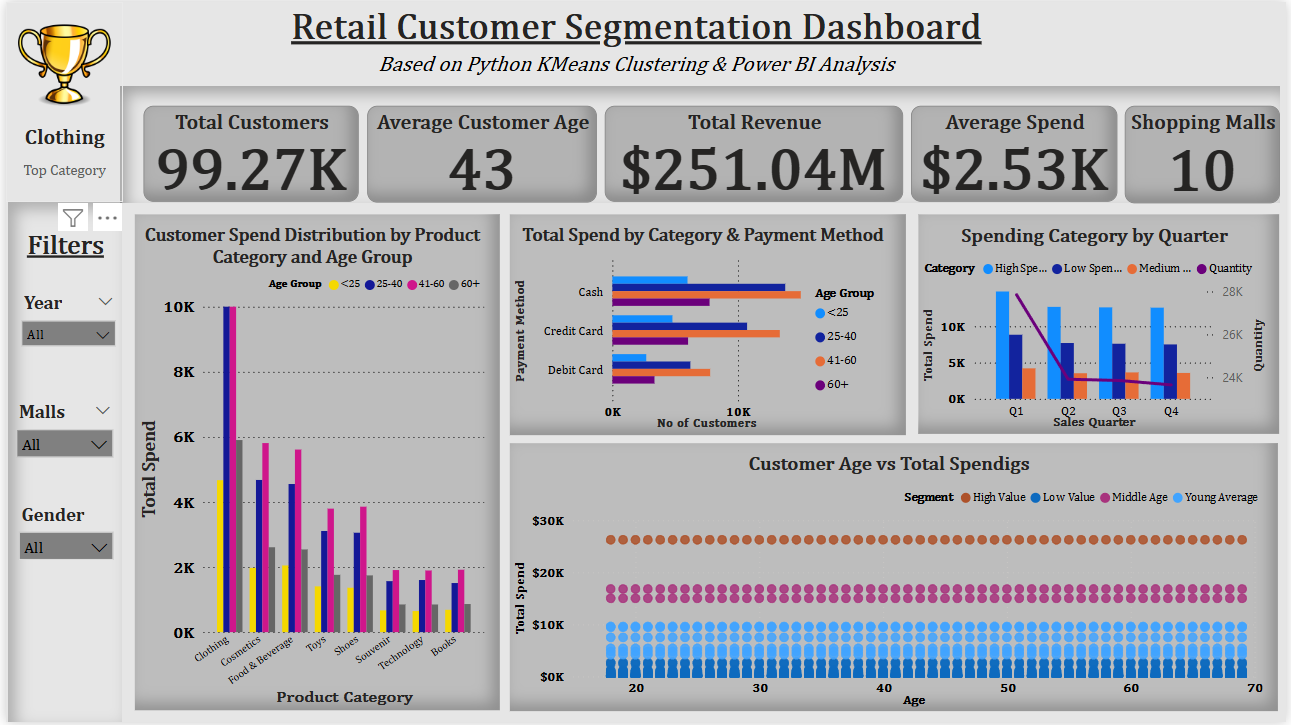 Retail Customer Segmentation Dashboard
Based on Python KMeans Clustering & Power BI Analysis
Clothing
Top Category
Total Customers
99.27K
Average Customer Age
43
Total Revenue
$251.04M
Average Spend
$2.53K
Shopping Malls
10
Filters
Year
All
Malls
All
Gender
All
Customer Spend Distribution by Product
Category and Age Group
Age Group <25 25-40 41-60 60+
Total Spend
10K
8K
6K
4K
2K
0K
Clothing
Cosmetics
Food & Beverage
Toys
Shoes
Souvenir
Technology
Books
Product Category
Total Spend by Category & Payment Method
Payment Method
Cash
Credit Card
Debit Card
0K 10K
No of Customers
Age Group
<25
25-40
41-60
60+
Spending Category by Quarter
Category High Spe... Low Spen... Medium ... Quantity
Total Spend
10K
5K
0K
28K
26K
24K
Quantity
Q1 Q2 Q3 Q4
Sales Quarter
Customer Age vs Total Spendigs
Segment High Value Low Value Middle Age Young Average
Total Spend
$30K
$20K
$10K
$0K
20 30 40 50 60 70
Age